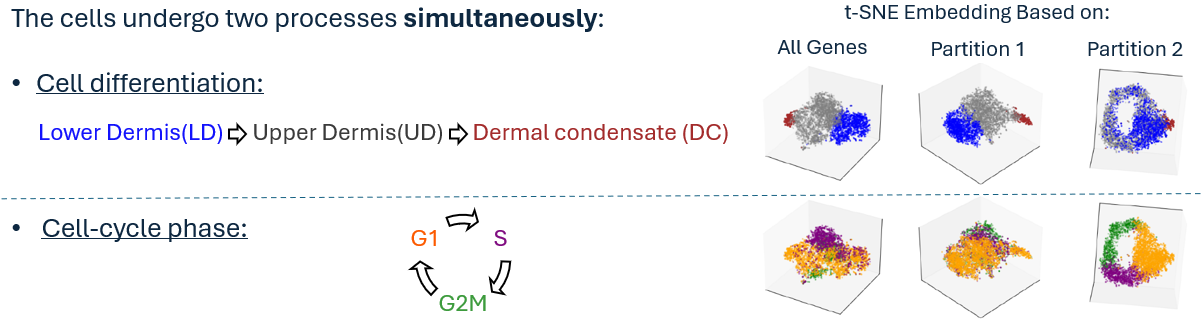 The cells undergo two processes simultaneously:
t-SNE Embedding Based on:
All Genes
Partition 1
Partition 2
• Cell differentiation:
Lower Dermis(LD) ⇨ Upper Dermis(UD) ⇨ Dermal condensate (DC)
• Cell-cycle phase:
G1
S
G2M